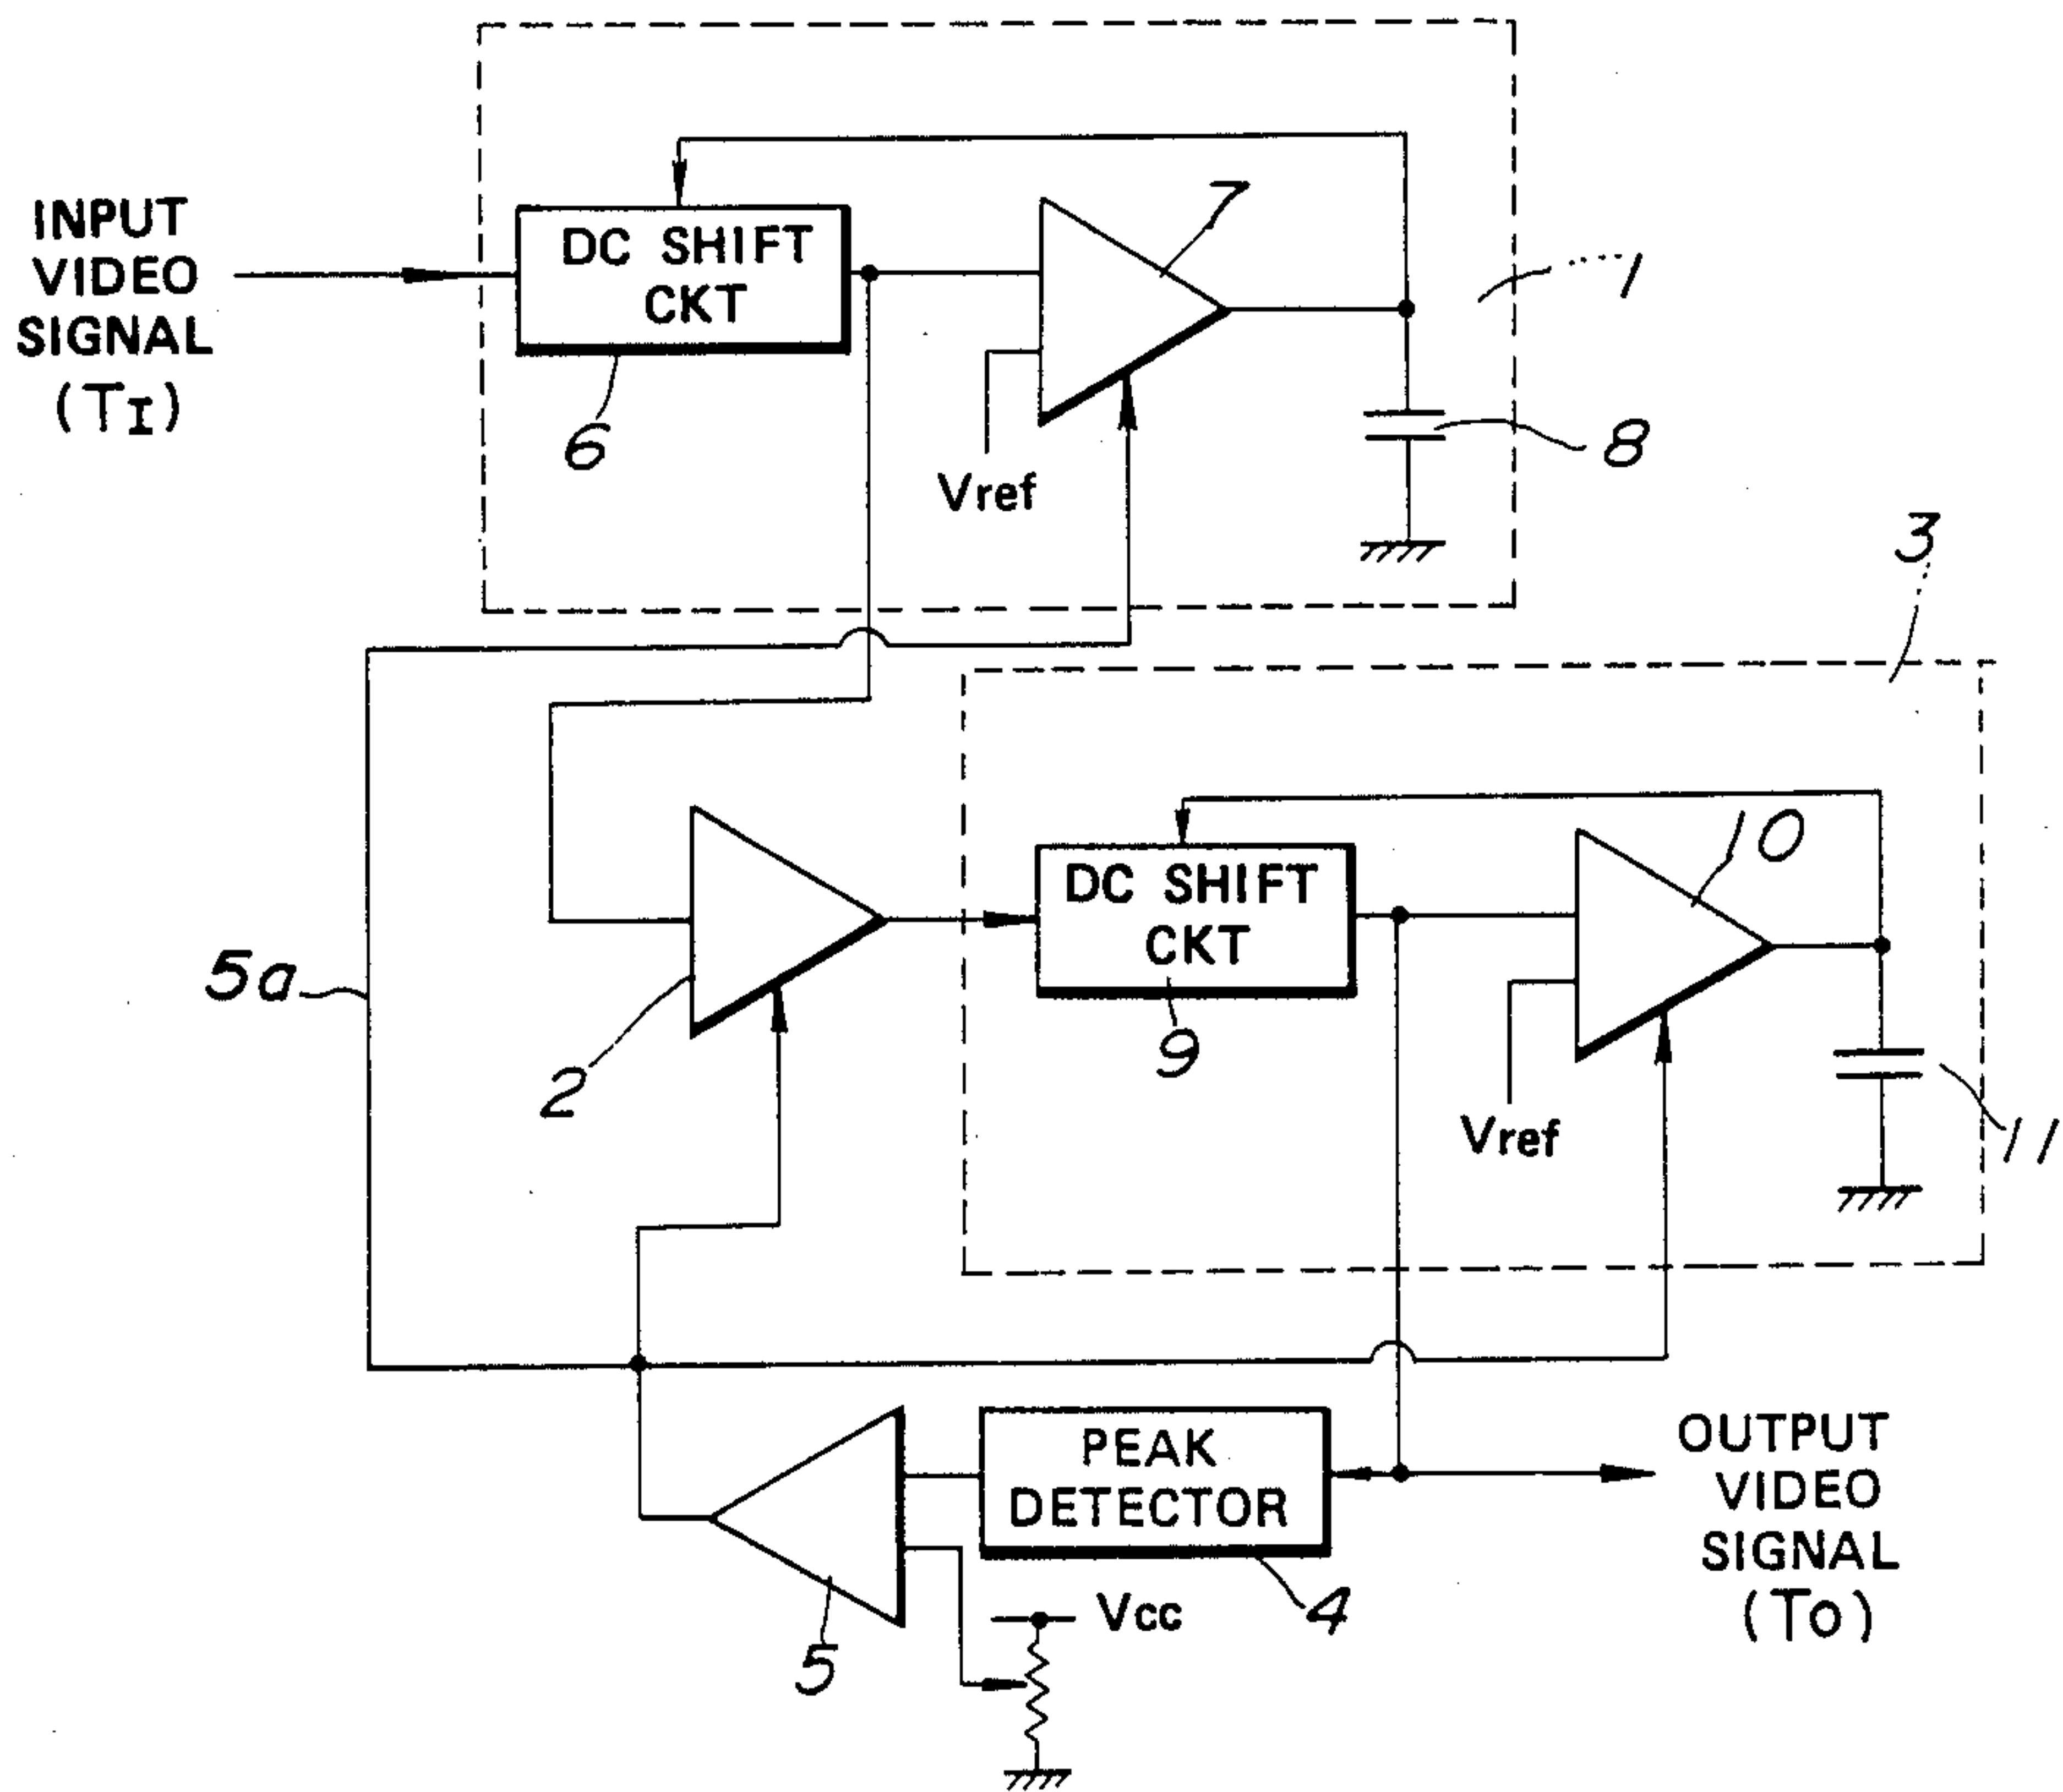 INPUT
VIDEO
SIGNAL
(TI)
DC SHIFT
CKT
6
7
Vref
8
1
3
5a
2
DC SHIFT
CKT
9
10
Vref
11
PEAK
DETECTOR
4
5
Vcc
OUTPUT
VIDEO
SIGNAL
(TO)